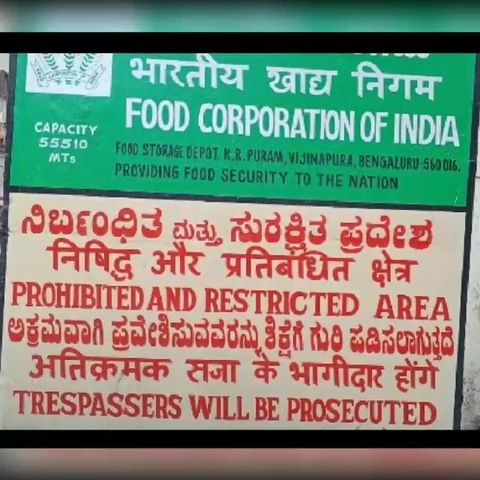 भारतीय खाद्य निगम
FOOD CORPORATION OF INDIA
CAPACITY
55510
MTs
FOOD STORAGE DEPOT, K.R.PURAM, VIJINAPURA, BENGALURU-560 016.
PROVIDING FOOD SECURITY TO THE NATION
ನಿರ್ಬಂಧಿತ ಮತ್ತು ಸುರಕ್ಷಿತ ಪ್ರದೇಶ
निषिद्ध और प्रतिबंधित क्षेत्र
PROHIBITED AND RESTRICTED AREA
ಅಕ್ರಮವಾಗಿ ಪ್ರವೇಶಿಸುವವರನ್ನು ಶಿಕ್ಷೆಗೆ ಗುರಿ ಪಡಿಸಲಾಗುತ್ತದೆ
अतिक्रमक सजा के भागीदार होंगे
TRESPASSERS WILL BE PROSECUTED